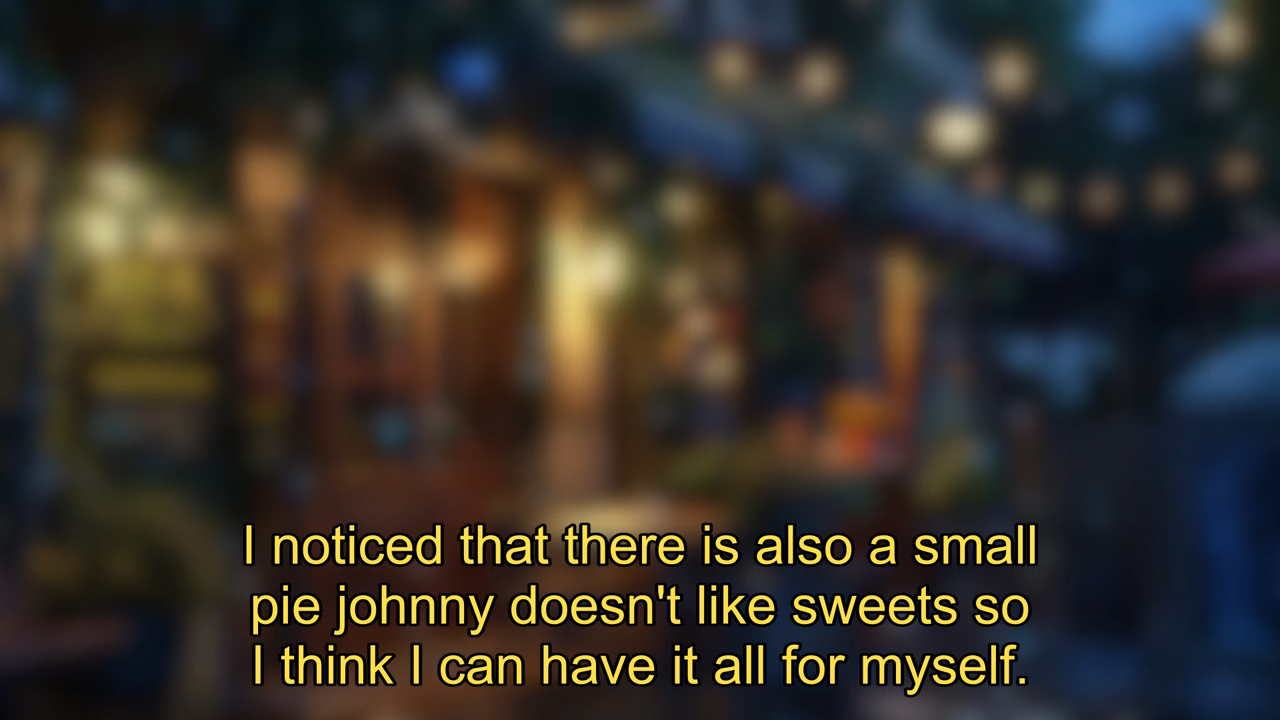 I noticed that there is also a small
pie johnny doesn't like sweets so
I think I can have it all for myself.